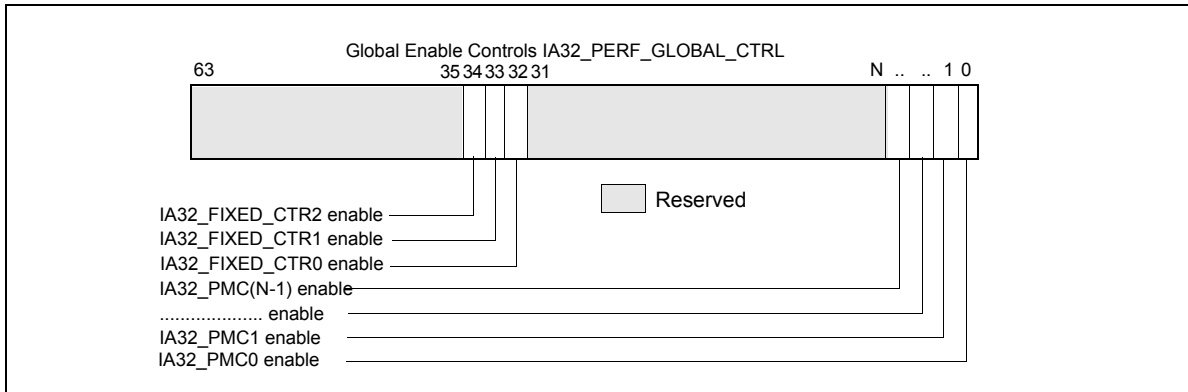 Global Enable Controls IA32_PERF_GLOBAL_CTRL
63 35 34 33 32 31 N .. .. 1 0
Reserved
IA32_FIXED_CTR2 enable
IA32_FIXED_CTR1 enable
IA32_FIXED_CTR0 enable
IA32_PMC(N-1) enable
.................... enable
IA32_PMC1 enable
IA32_PMC0 enable